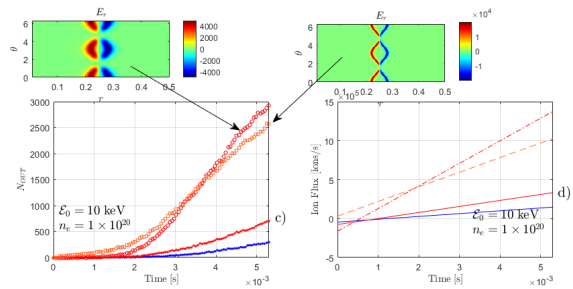 E_r
6
4
2
0
θ
0.1 0.2 0.3 0.4 0.5
r
4000
2000
0
-2000
-4000
E_r
×10^4
6
4
2
0
θ
0.1 0.2 0.3 0.4 0.5
1
0
-1
3000
2500
2000
1500
1000
500
0
N_OUT
ℰ_0 = 10 keV
n_e = 1 × 10^20
c)
0 1 2 3 4 5
Time [s]
×10^-3
15
×10^5
10
5
0
-5
Ion Flux [ions/s]
ℰ_0 = 10 keV
n_e = 1 × 10^20
d)
0 1 2 3 4 5
Time [s]
×10^-3